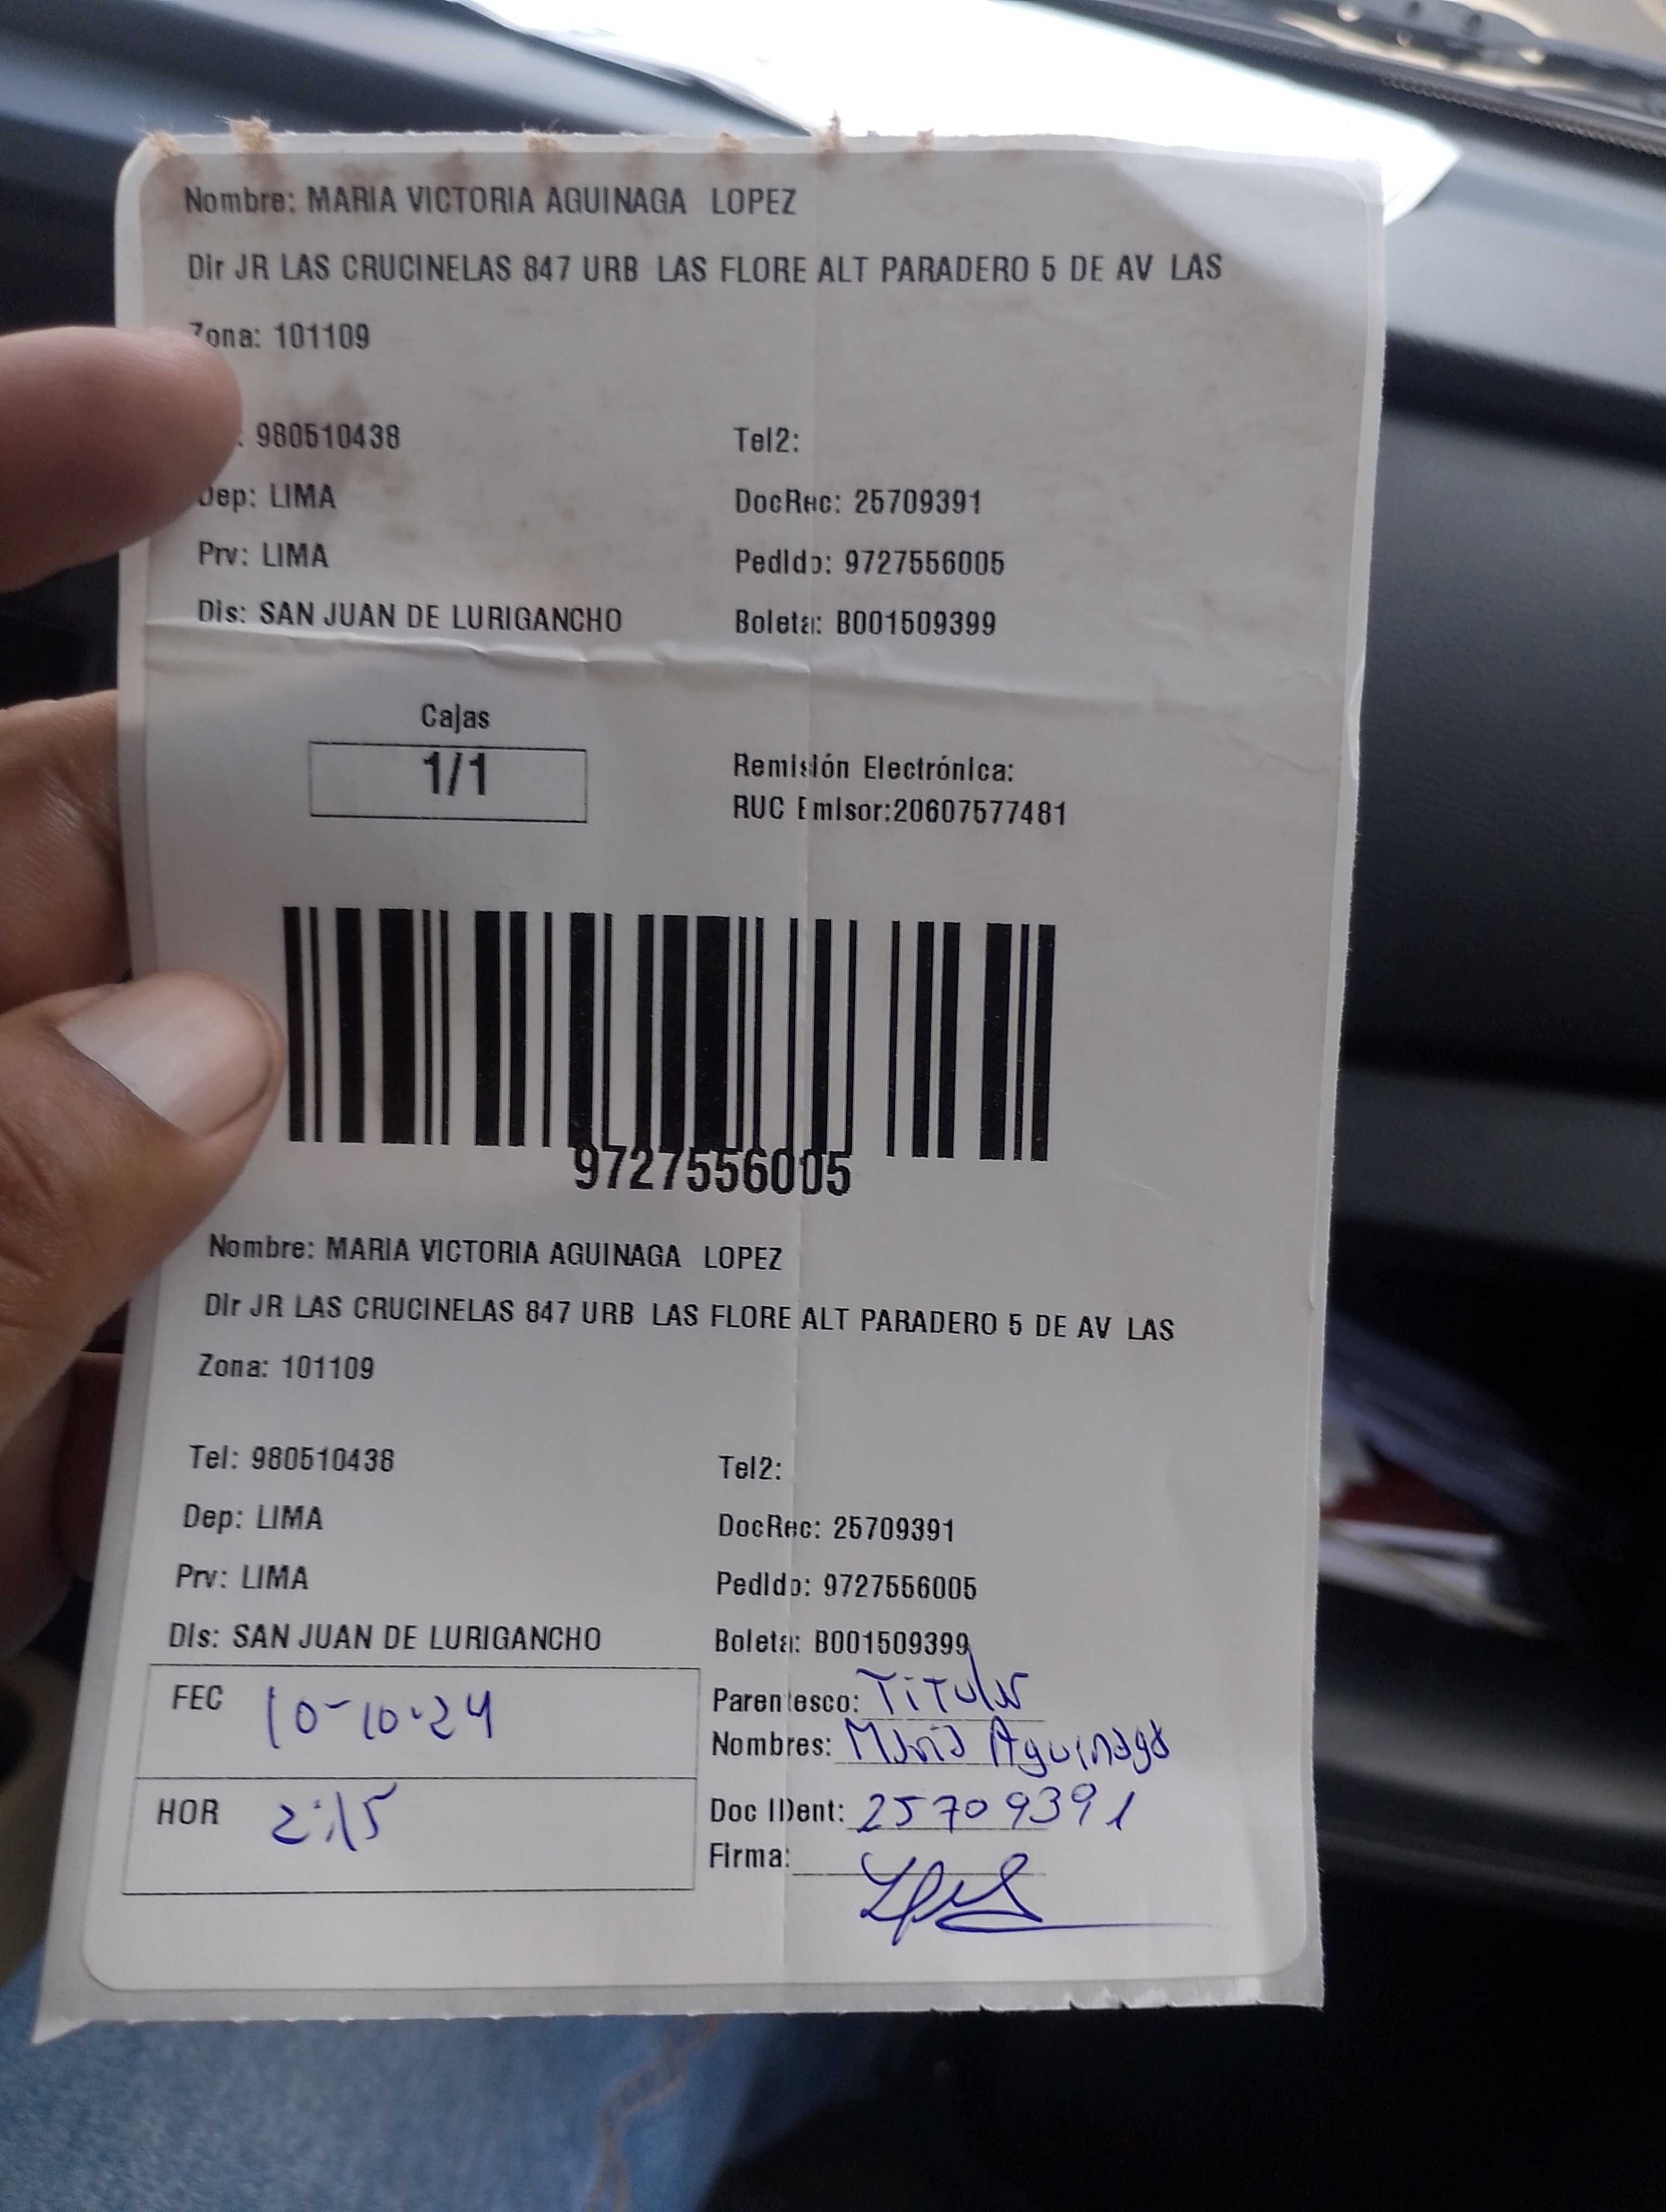 Nombre: MARIA VICTORIA AGUINAGA LOPEZ
Dir JR LAS CRUCINELAS 847 URB LAS FLORE ALT PARADERO 5 DE AV LAS
Zona: 101109
: 980510438 Tel2:
Dep: LIMA DocRec: 25709391
Prv: LIMA Pedido: 9727556005
Dis: SAN JUAN DE LURIGANCHO Boleta: B001509399
Cajas
1/1
Remisión Electrónica:
RUC Emisor:20607577481
9727556005
Nombre: MARIA VICTORIA AGUINAGA LOPEZ
Dir JR LAS CRUCINELAS 847 URB LAS FLORE ALT PARADERO 5 DE AV LAS
Zona: 101109
Tel: 980510438 Tel2:
Dep: LIMA DocRec: 25709391
Prv: LIMA Pedido: 9727556005
Dis: SAN JUAN DE LURIGANCHO Boleta: B001509399
FEC 10-10-24
HOR 2:15
Parentesco: Titular
Nombres: Maria Aguinaga
Doc IDent: 25709391
Firma: